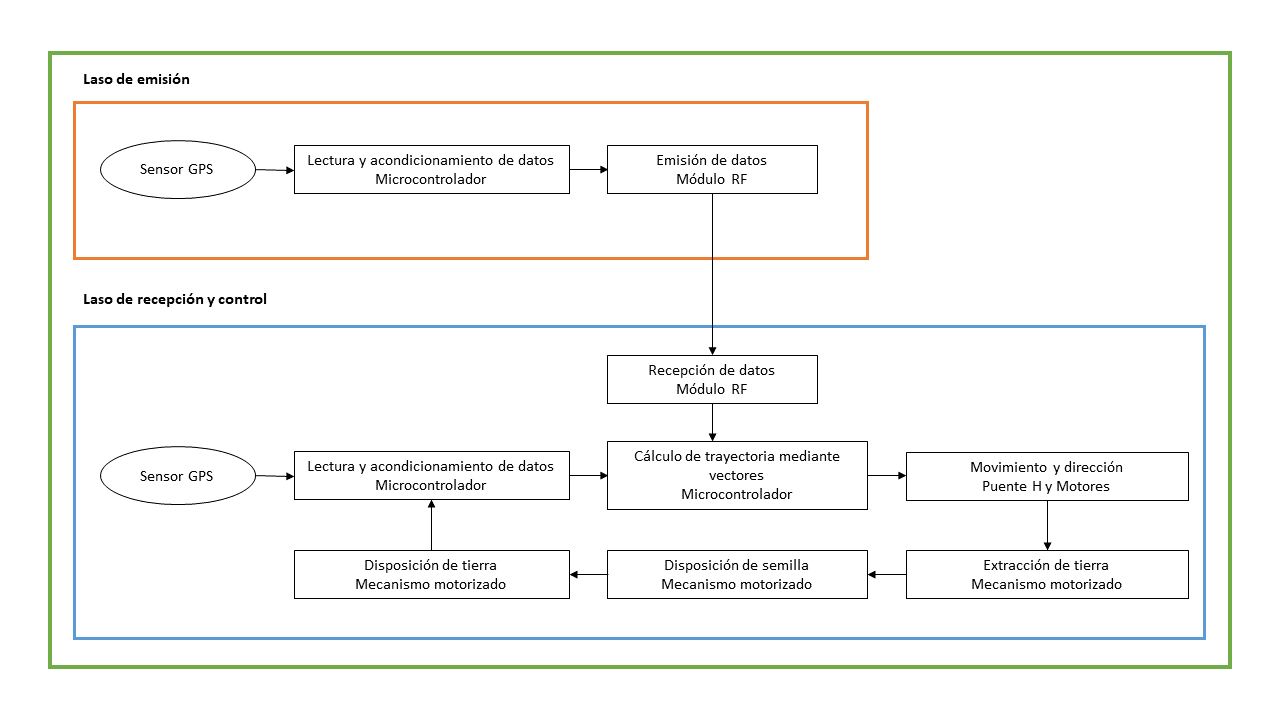 Laso de emisión
Sensor GPS
Lectura y acondicionamiento de datos
Microcontrolador
Emisión de datos
Módulo RF
Laso de recepción y control
Recepción de datos
Módulo RF
Sensor GPS
Lectura y acondicionamiento de datos
Microcontrolador
Cálculo de trayectoria mediante
vectores
Microcontrolador
Movimiento y dirección
Puente H y Motores
Disposición de tierra
Mecanismo motorizado
Disposición de semilla
Mecanismo motorizado
Extracción de tierra
Mecanismo motorizado